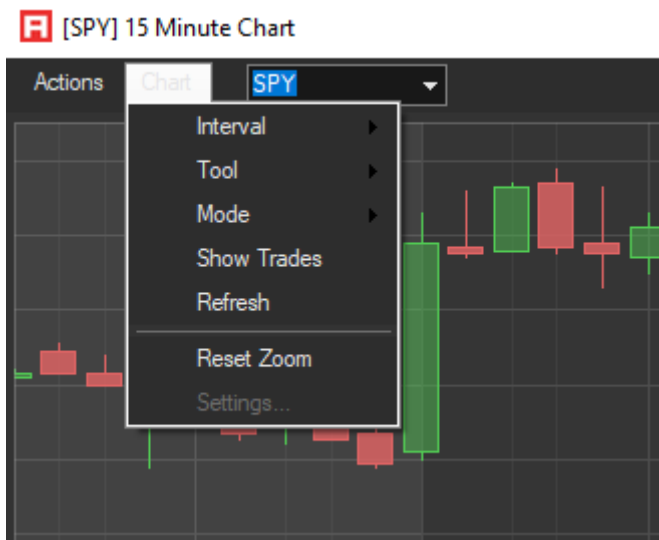 [SPY] 15 Minute Chart
Actions Chart SPY
Interval
Tool
Mode
Show Trades
Refresh
Reset Zoom
Settings...